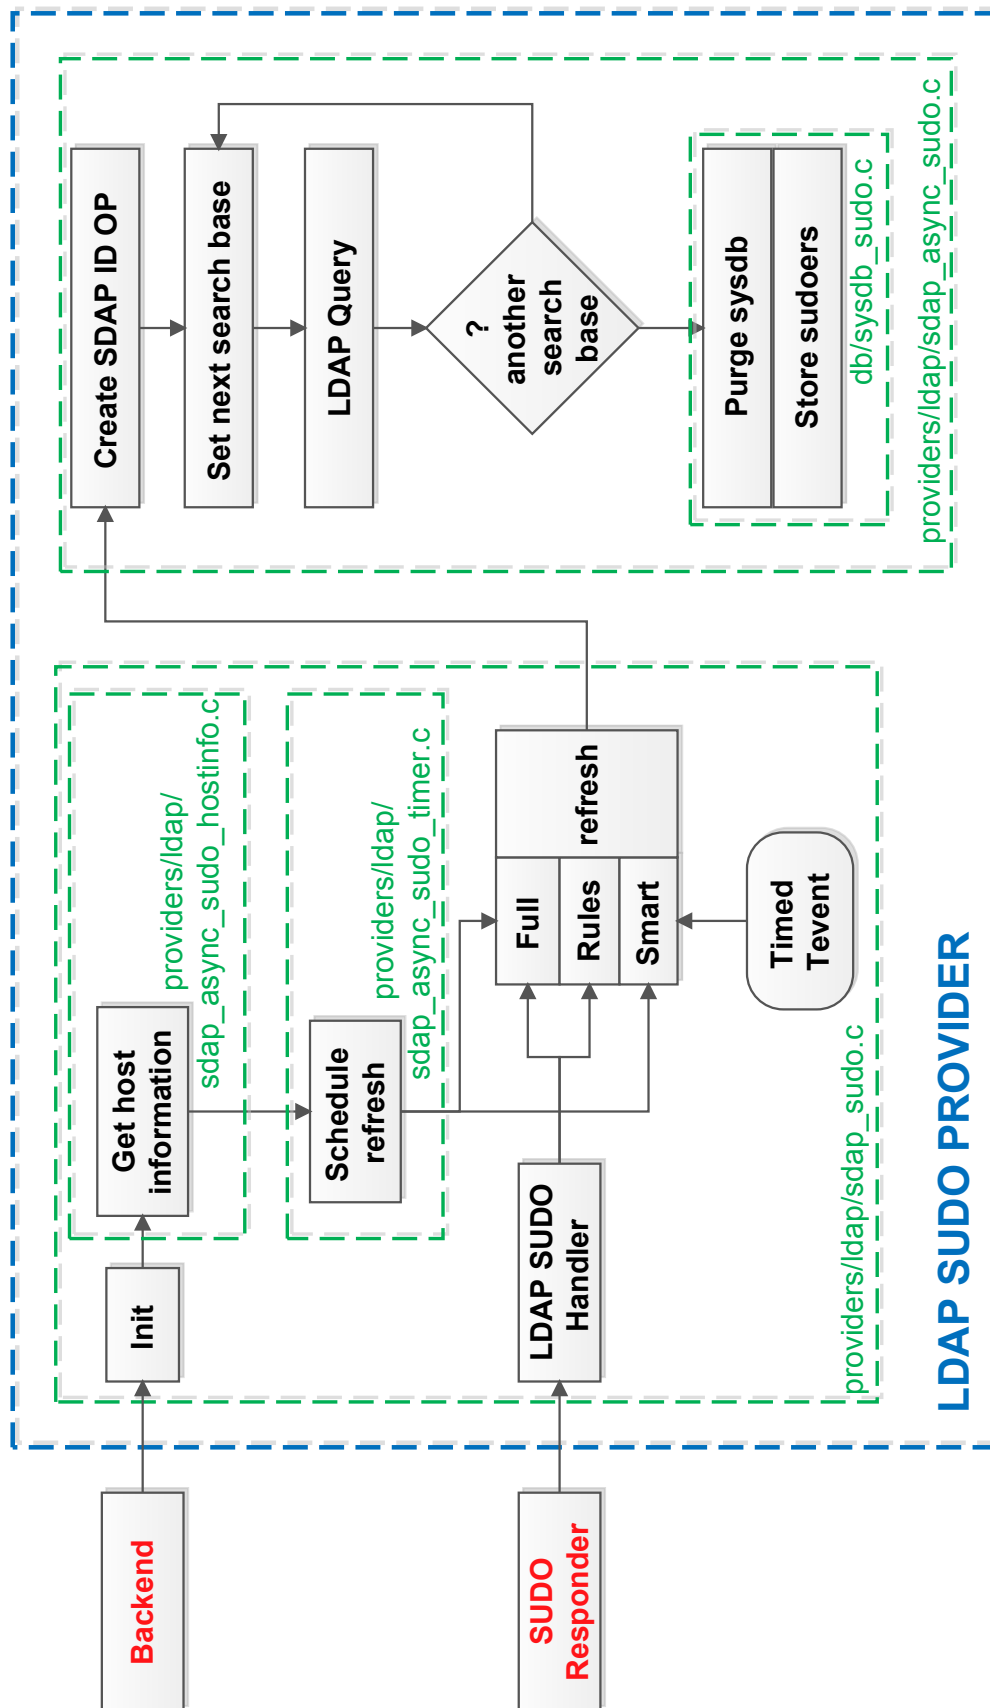 Backend
Init
Get host
information
providers/ldap/
sdap_async_sudo_hostinfo.c
Schedule
refresh
providers/ldap/
sdap_async_sudo_timer.c
SUDO
Responder
LDAP SUDO
Handler
Full
Rules
Smart
refresh
Timed
Tevent
providers/ldap/sdap_sudo.c
Create SDAP ID OP
Set next search base
LDAP Query
?
another
search
base
Purge sysdb
Store sudoers
db/sysdb_sudo.c
providers/ldap/sdap_async_sudo.c
LDAP SUDO PROVIDER